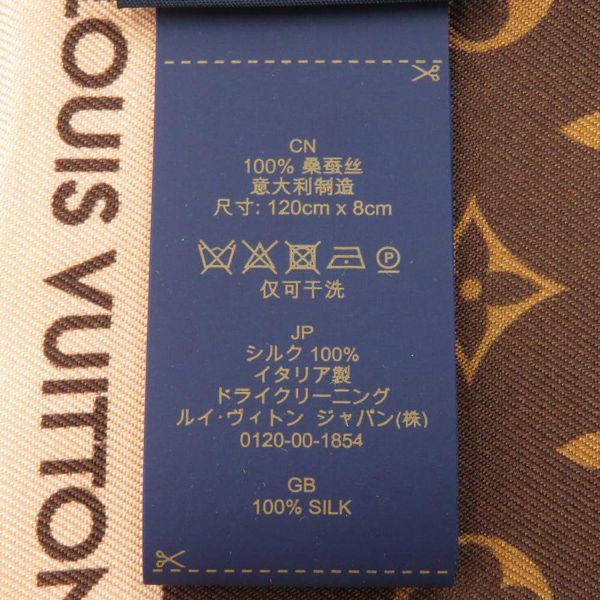 LOUIS VUITTON
CN
100% 桑蚕丝
意大利制造
尺寸: 120cm x 8cm
P
仅可干洗
JP
シルク 100%
イタリア製
ドライクリーニング
ルイ·ヴィトン ジャパン(株)
0120-00-1854
GB
100% SILK